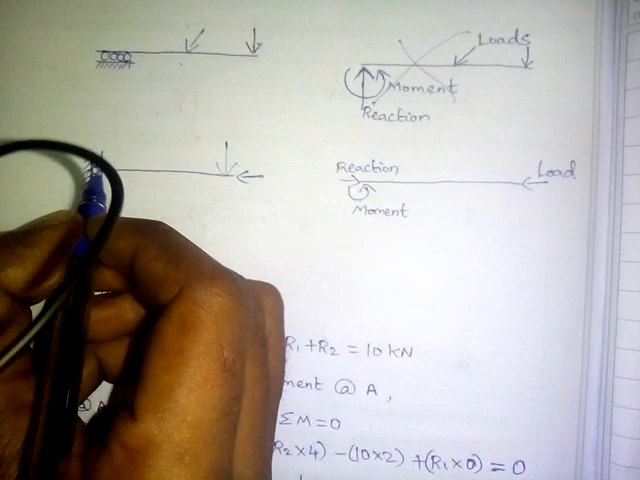 Loads
Moment
Reaction
Reaction
Load
Moment
R₁ + R₂ = 10 KN
ment @ A,
ΣM = 0
R₂ x 4) - (10 x 2) + (R₁ x 0) = 0